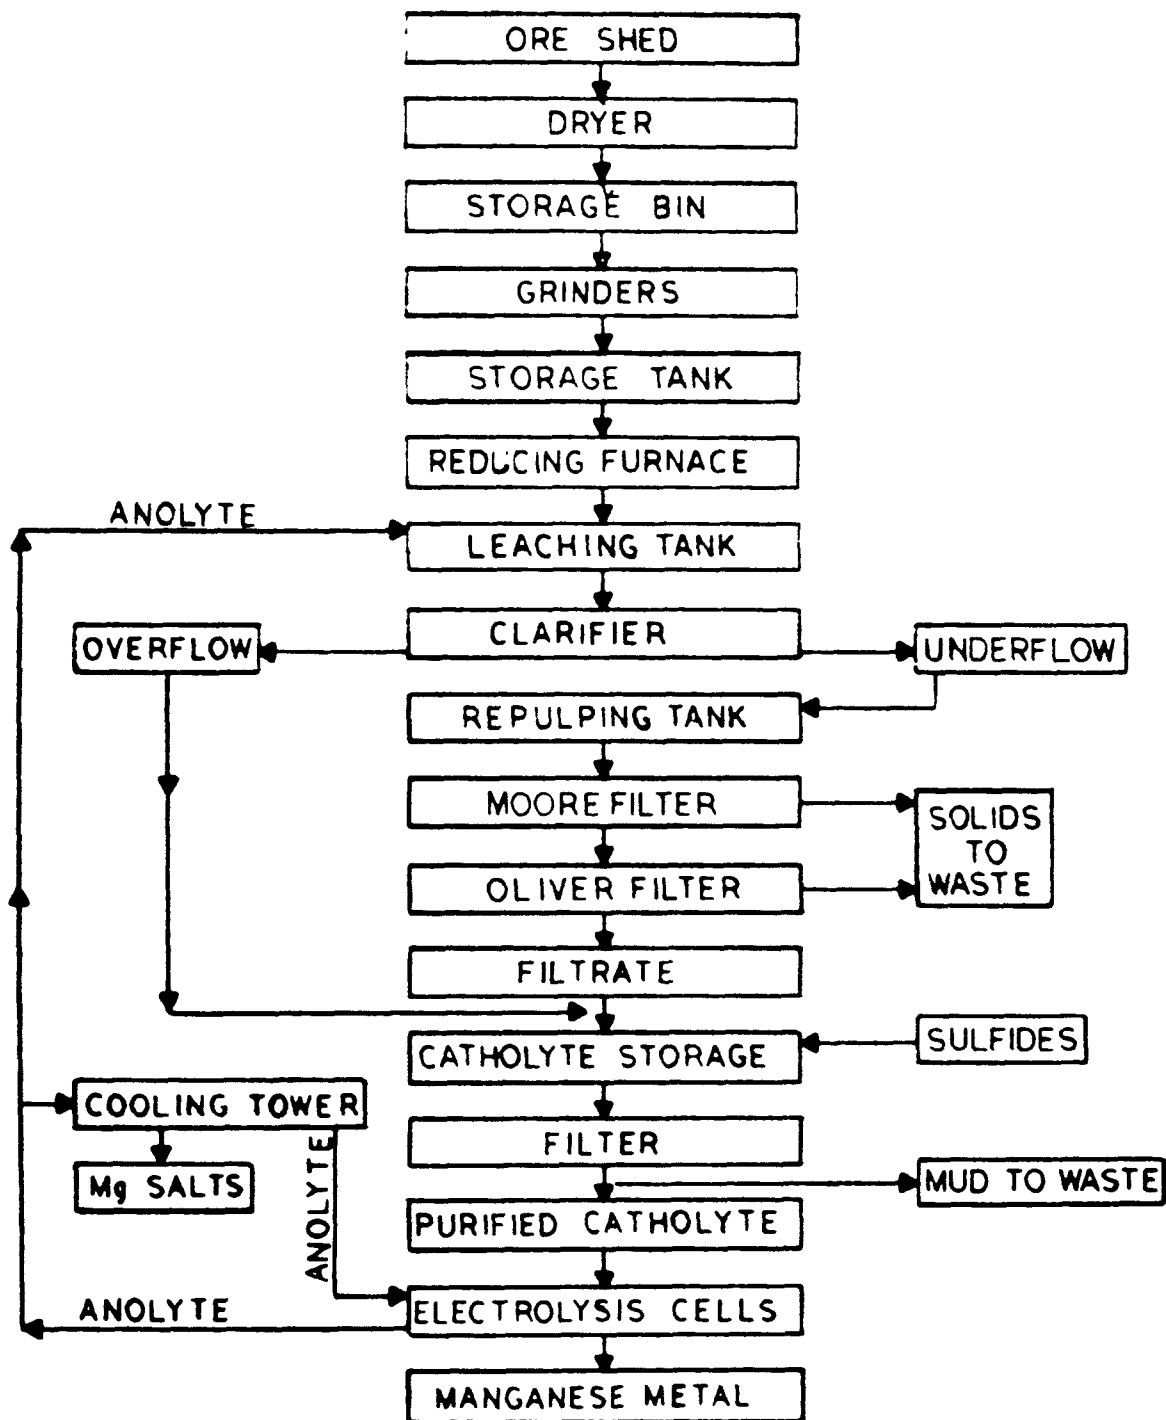 ORE SHED
DRYER
STORAGE BIN
GRINDERS
STORAGE TANK
REDUCING FURNACE
ANOLYTE
LEACHING TANK
CLARIFIER
OVERFLOW
UNDERFLOW
REPULPING TANK
MOORE FILTER
SOLIDS
TO
WASTE
OLIVER FILTER
FILTRATE
CATHOLYTE STORAGE
SULFIDES
COOLING TOWER
FILTER
Mg SALTS
ANOLYTE
MUD TO WASTE
PURIFIED CATHOLYTE
ANOLYTE
ELECTROLYSIS CELLS
MANGANESE METAL